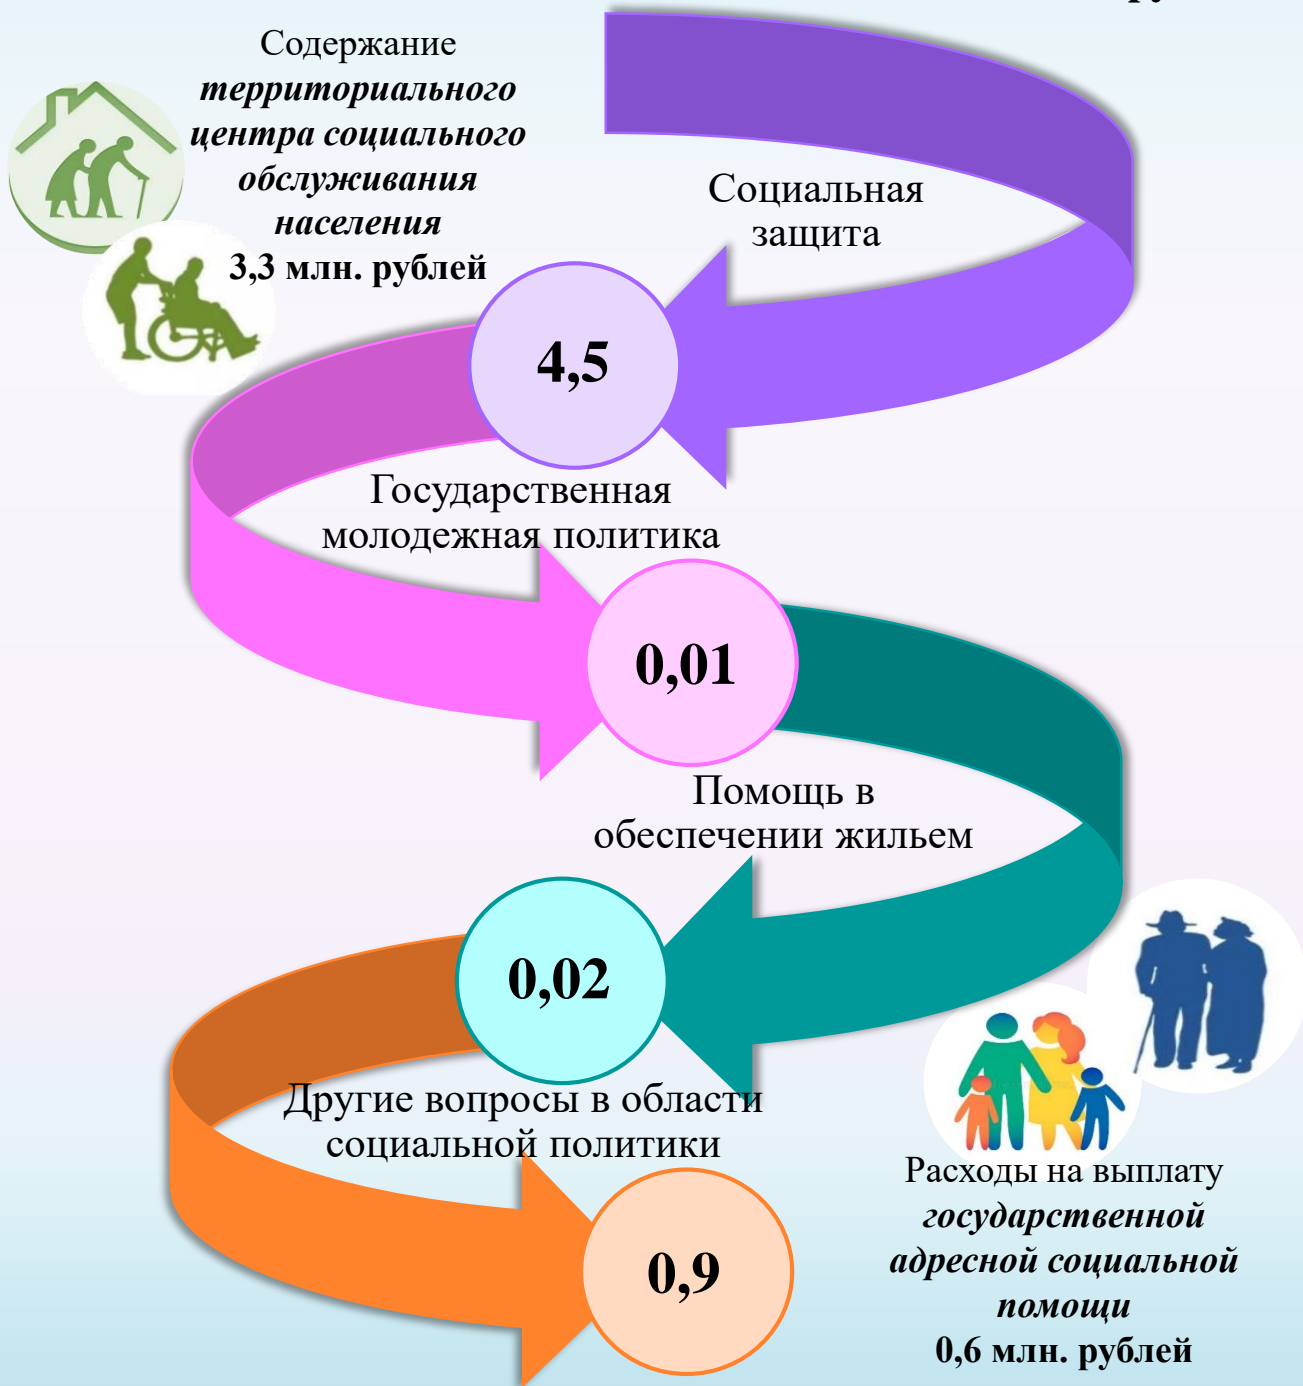 Содержание
территориального
центра социального
обслуживания
населения
3,3 млн. рублей
Социальная
защита
4,5
Государственная
молодежная политика
0,01
Помощь в
обеспечении жильем
0,02
Другие вопросы в области
социальной политики
0,9
Расходы на выплату
государственной
адресной социальной
помощи
0,6 млн. рублей